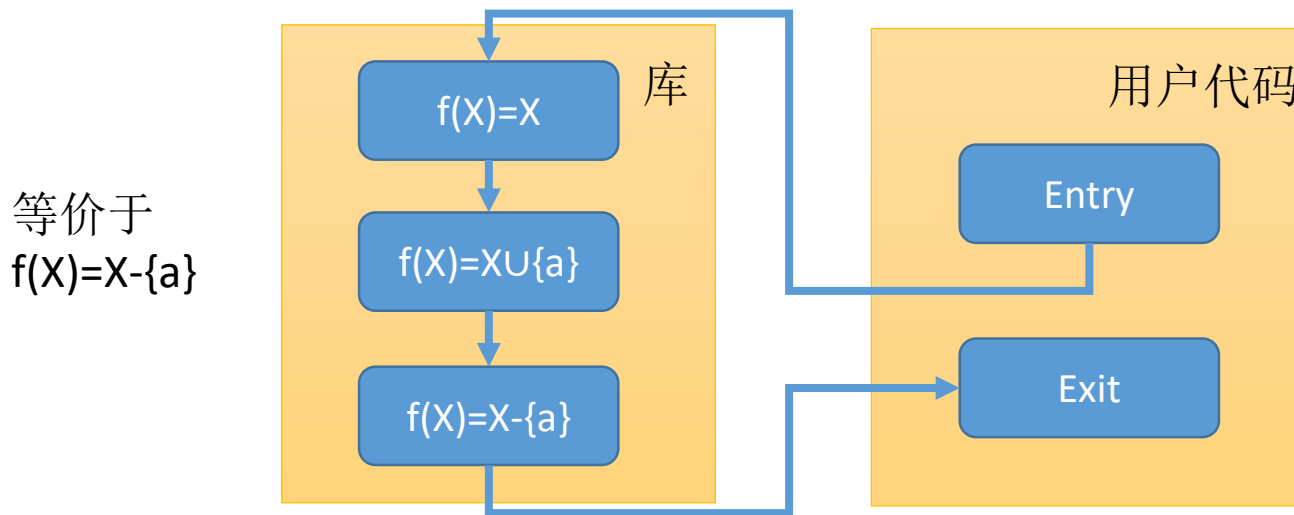 等价于
f(X)=X-{a}
库
f(X)=X
f(X)=X∪{a}
f(X)=X-{a}
用户代码
Entry
Exit